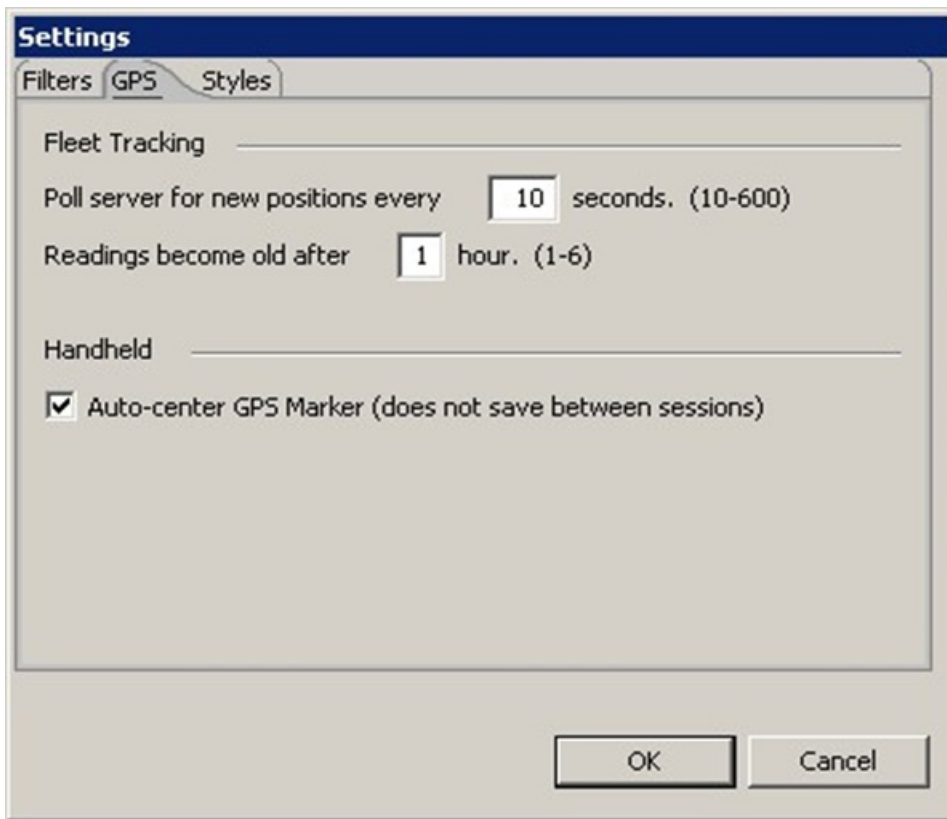 Settings
Filters GPS Styles
Fleet Tracking
Poll server for new positions every 10 seconds. (10-600)
Readings become old after 1 hour. (1-6)
Handheld
Auto-center GPS Marker (does not save between sessions)
OK Cancel